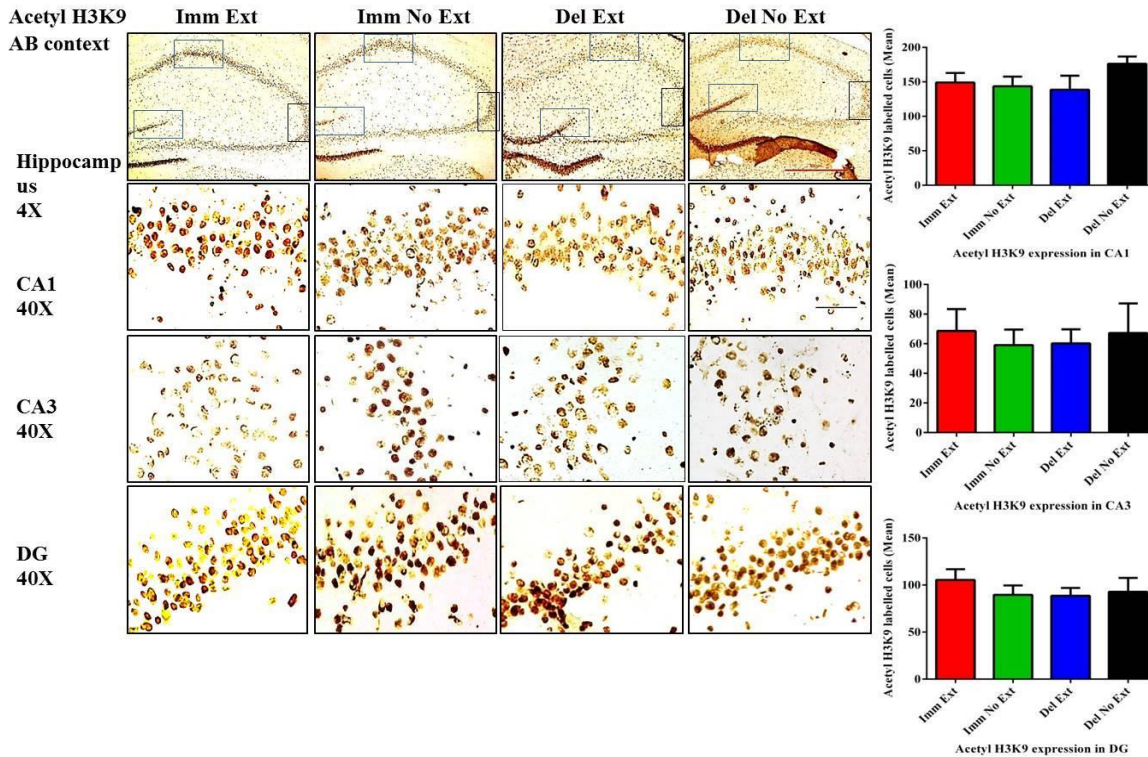 Acetyl H3K9 Imm Ext Imm No Ext Del Ext Del No Ext
AB context
Hippocamp
us
4X
CA1
40X
CA3
40X
DG
40X
Acetyl H3K9 labelled cells (Mean)
200
150
100
50
0
Imm Ext Imm No Ext Del Ext Del No Ext
Acetyl H3K9 expression in CA1
Acetyl H3K9 labelled cells (Mean)
100
80
60
40
20
0
Imm Ext Imm No Ext Del Ext Del No Ext
Acetyl H3K9 expression in CA3
Acetyl H3K9 labelled cells (Mean)
150
100
50
0
Imm Ext Imm No Ext Del Ext Del No Ext
Acetyl H3K9 expression in DG